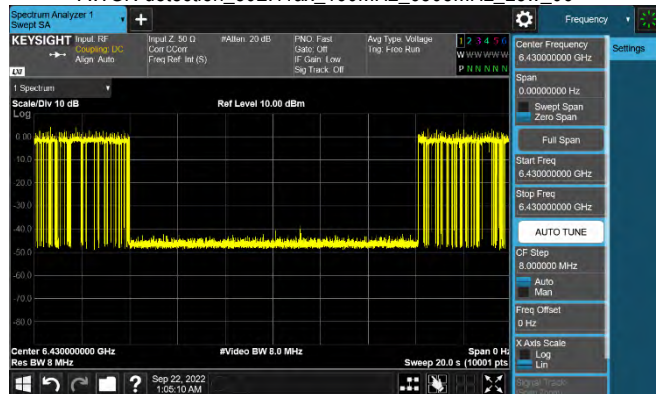 Spectrum Analyzer 1
Swept SA
+
Frequency
KEYSIGHT
Input: RF
Coupling: DC
Align: Auto
Input Z: 50 Ω
Corr CCorr
Freq Ref: Int (S)
#Atten: 20 dB
PNO: Fast
Gate: Off
IF Gain: Low
Sig Track: Off
Avg Type: Voltage
Trig: Free Run
1 2 3 4 5 6
W W W W W W
P N N N N N
LXI
1 Spectrum
Scale/Div 10 dB
Ref Level 10.00 dBm
Log
0.00
-10.0
-20.0
-30.0
-40.0
-50.0
-60.0
-70.0
-80.0
Center 6.430000000 GHz
Res BW 8 MHz
#Video BW 8.0 MHz
Span 0 Hz
Sweep 20.0 s (10001 pts
Center Frequency
6.430000000 GHz
Settings
Span
0.00000000 Hz
Swept Span
Zero Span
Full Span
Start Freq
6.430000000 GHz
Stop Freq
6.430000000 GHz
AUTO TUNE
CF Step
8.000000 MHz
Auto
Man
Freq Offset
0 Hz
X Axis Scale
Log
Lin
Signal Track
?
Sep 22, 2022
1:05:10 AM